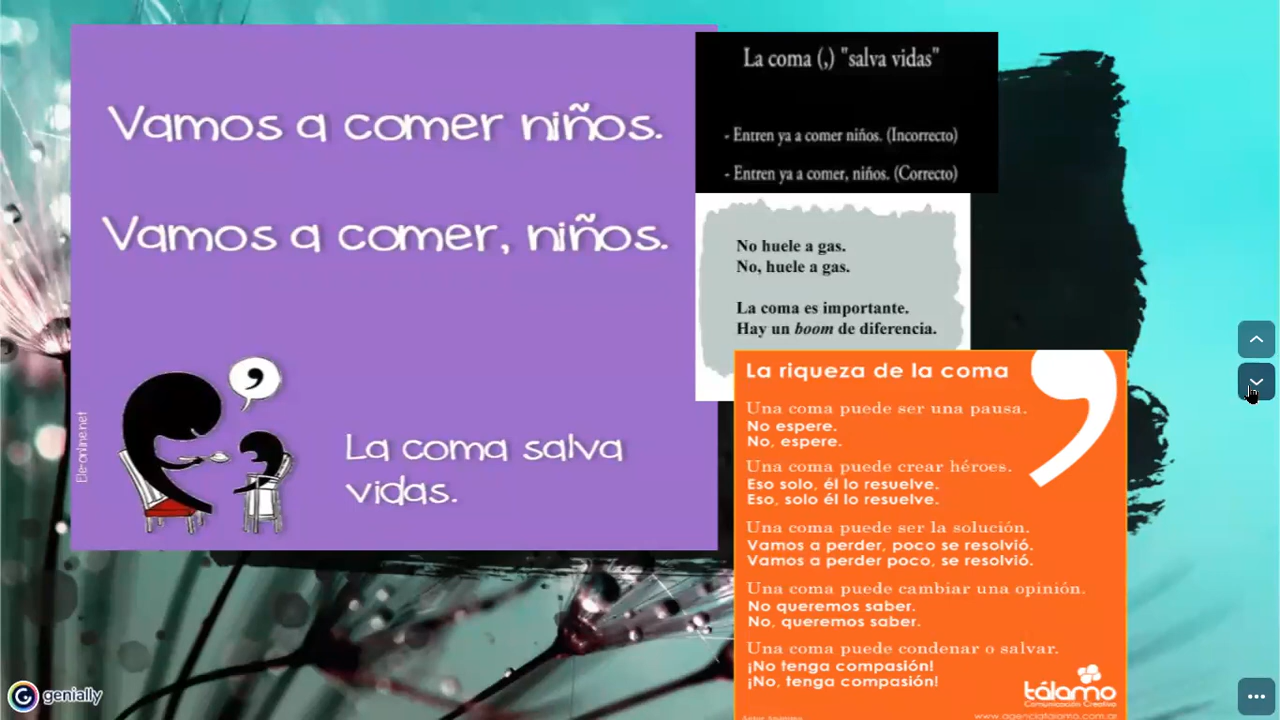 Vamos a comer niños.
Vamos a comer, niños.
,
La coma salva
vidas.
Ele-online.net
La coma (,) "salva vidas"
- Entren ya a comer niños. (Incorrecto)
- Entren ya a comer, niños. (Correcto)
No huele a gas.
No, huele a gas.
La coma es importante.
Hay un boom de diferencia.
La riqueza de la coma
,
Una coma puede ser una pausa.
No espere.
No, espere.
Una coma puede crear héroes.
Eso solo, él lo resuelve.
Eso, solo él lo resuelve.
Una coma puede ser la solución.
Vamos a perder, poco se resolvió.
Vamos a perder poco, se resolvió.
Una coma puede cambiar una opinión.
No queremos saber.
No, queremos saber.
Una coma puede condenar o salvar.
¡No tenga compasión!
¡No, tenga compasión!
tálamo
Comunicación Creativa
www.agenciatalamo.com.ar
genially